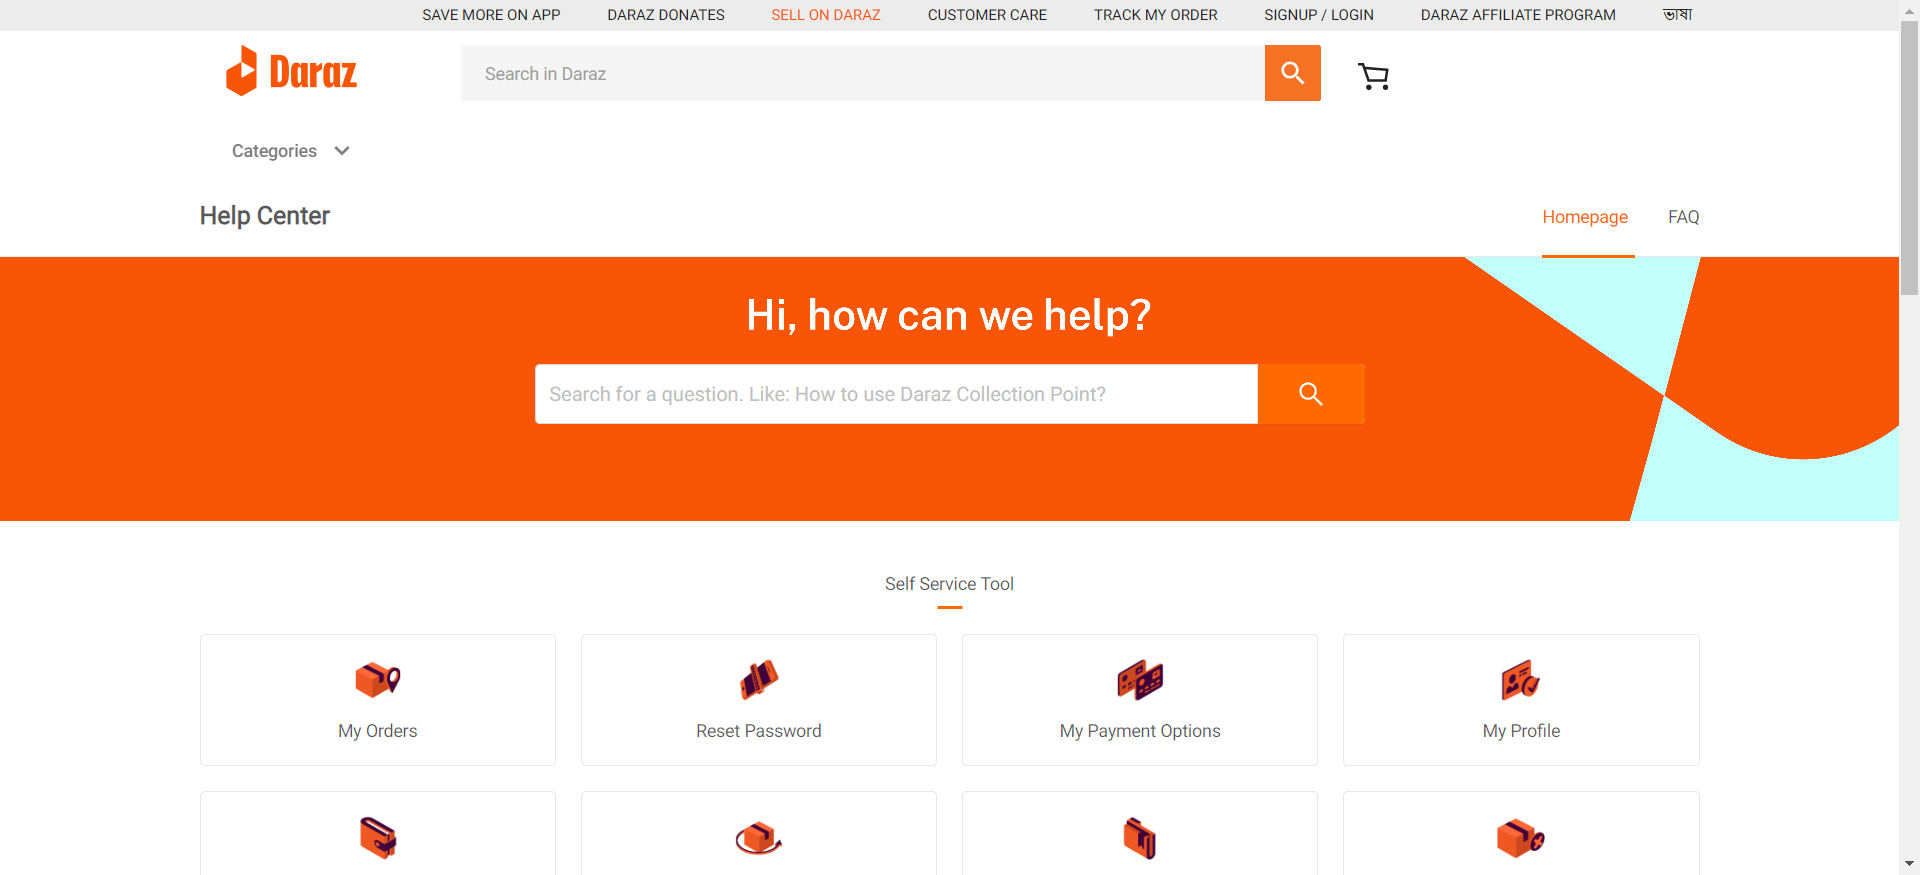 SAVE MORE ON APP DARAZ DONATES SELL ON DARAZ CUSTOMER CARE TRACK MY ORDER SIGNUP / LOGIN DARAZ AFFILIATE PROGRAM ভাষা
Daraz
Search in Daraz
Categories
Help Center
Homepage FAQ
Hi, how can we help?
Search for a question. Like: How to use Daraz Collection Point?
Self Service Tool
My Orders Reset Password My Payment Options My Profile